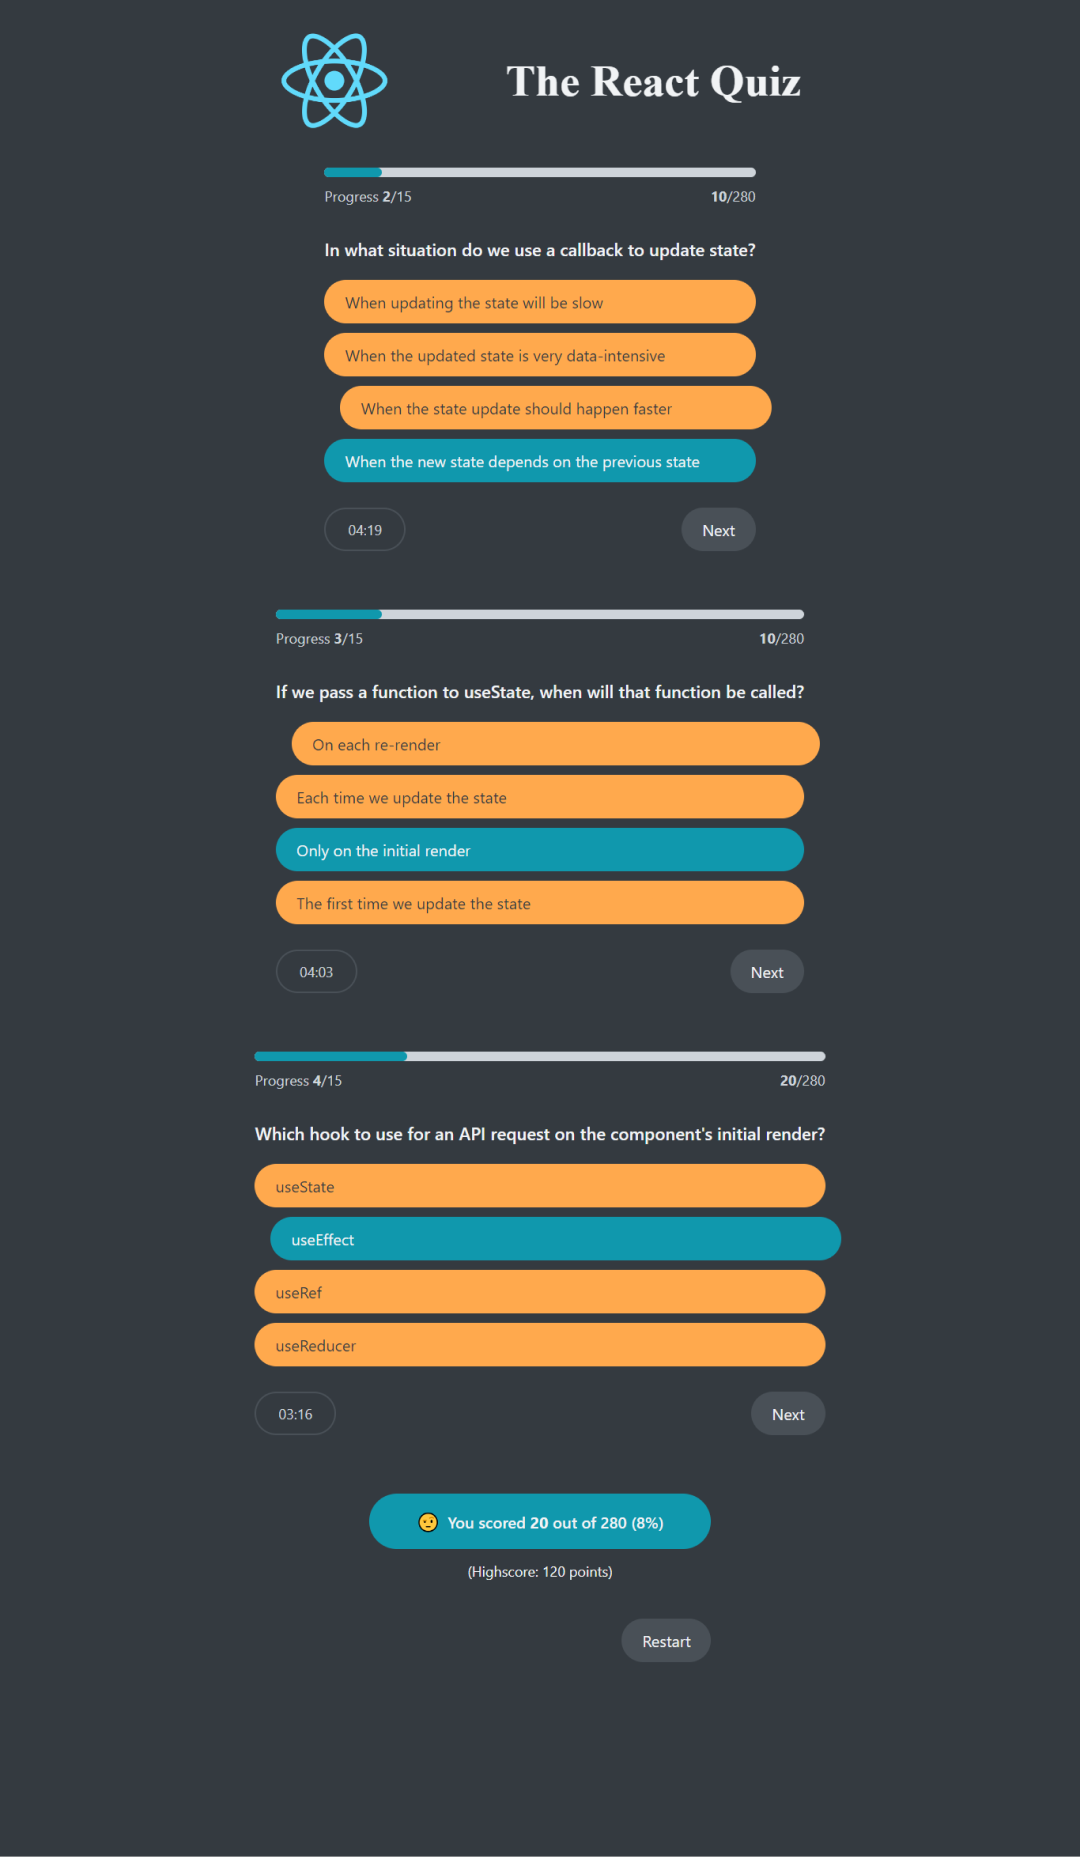 The React Quiz
Progress 2/15 10/280
In what situation do we use a callback to update state?
When updating the state will be slow
When the updated state is very data-intensive
When the state update should happen faster
When the new state depends on the previous state
04:19 Next
Progress 3/15 10/280
If we pass a function to useState, when will that function be called?
On each re-render
Each time we update the state
Only on the initial render
The first time we update the state
04:03 Next
Progress 4/15 20/280
Which hook to use for an API request on the component's initial render?
useState
useEffect
useRef
useReducer
03:16 Next
You scored 20 out of 280 (8%)
(Highscore: 120 points)
Restart